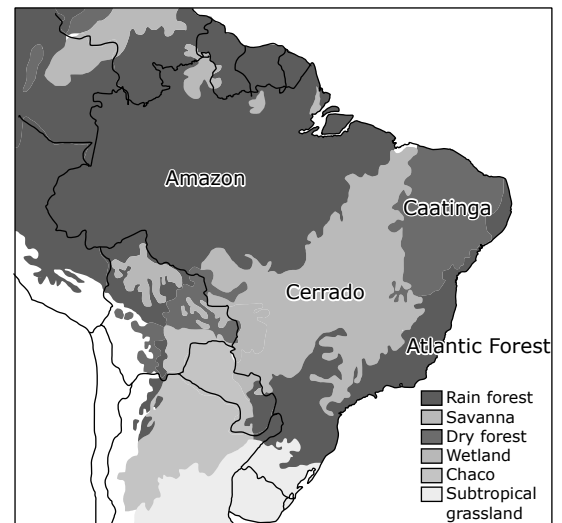 Amazon
Caatinga
Cerrado
Atlantic Forest
Rain forest
Savanna
Dry forest
Wetland
Chaco
Subtropical
grassland